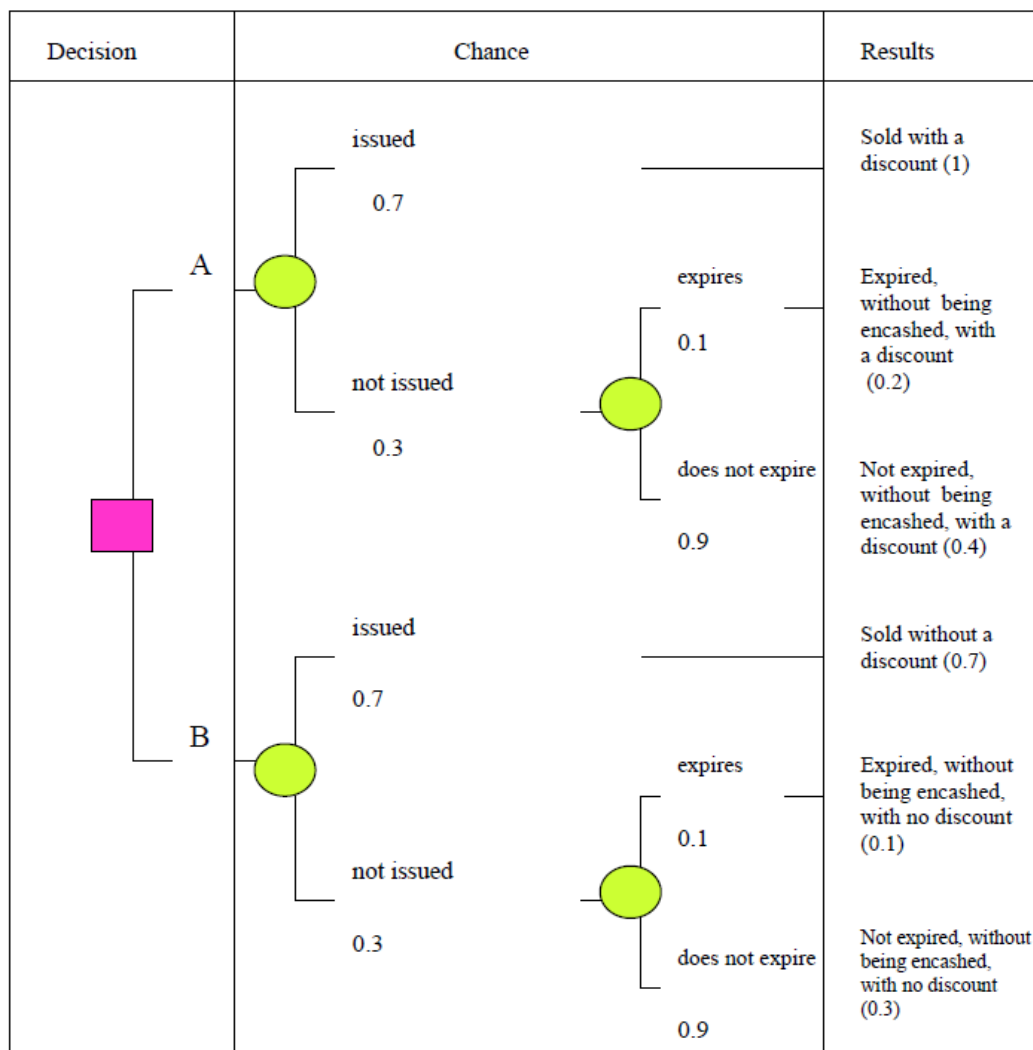 Decision
Chance
Results
issued
0.7
Sold with a
discount (1)
A
expires
0.1
Expired,
without being
encashed, with
a discount
(0.2)
not issued
0.3
does not expire
0.9
Not expired,
without being
encashed, with a
discount (0.4)
issued
0.7
Sold without a
discount (0.7)
B
expires
0.1
Expired, without
being encashed,
with no discount
(0.1)
not issued
0.3
does not expire
0.9
Not expired, without
being encashed,
with no discount
(0.3)